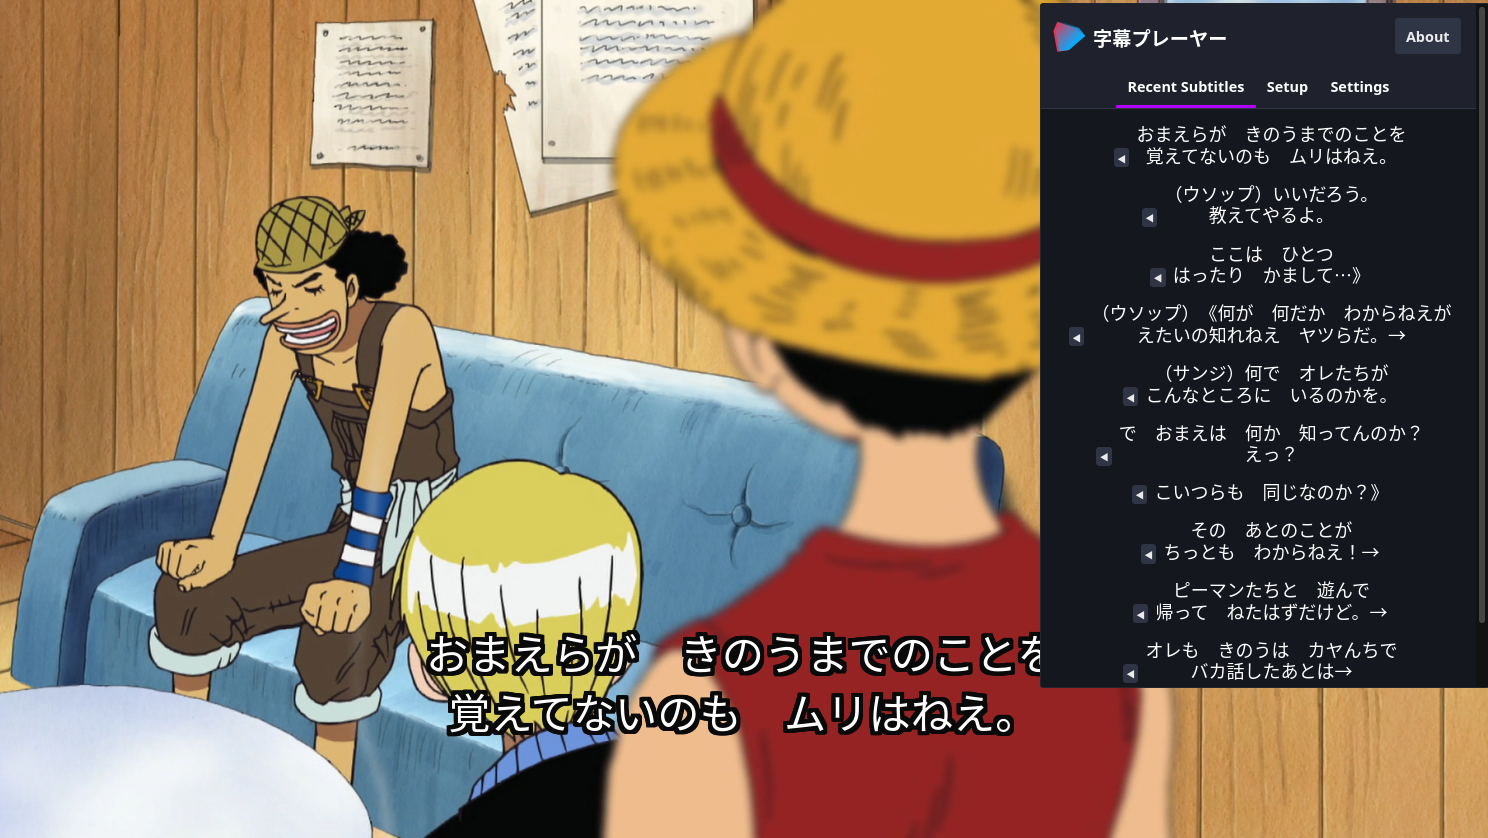 字幕プレーヤー
About
Recent Subtitles
Setup
Settings
おまえらが　きのうまでのことを
覚えてないのも　ムリはねえ。
（ウソップ）いいだろう。
教えてやるよ。
ここは　ひとつ
はったり　かまして…》
（ウソップ）《何が　何だか　わからねえが
えたいの知れねえ　ヤツらだ。→
（サンジ）何で　オレたちが
こんなところに　いるのかを。
で　おまえは　何か　知ってんのか？
えっ？
こいつらも　同じなのか？》
その　あとのことが
ちっとも　わからねえ！→
ピーマンたちと　遊んで
帰って　ねたはずだけど。→
オレも　きのうは　カヤんちで
バカ話したあとは→
おまえらが　きのうまでのことを
覚えてないのも　ムリはねえ。